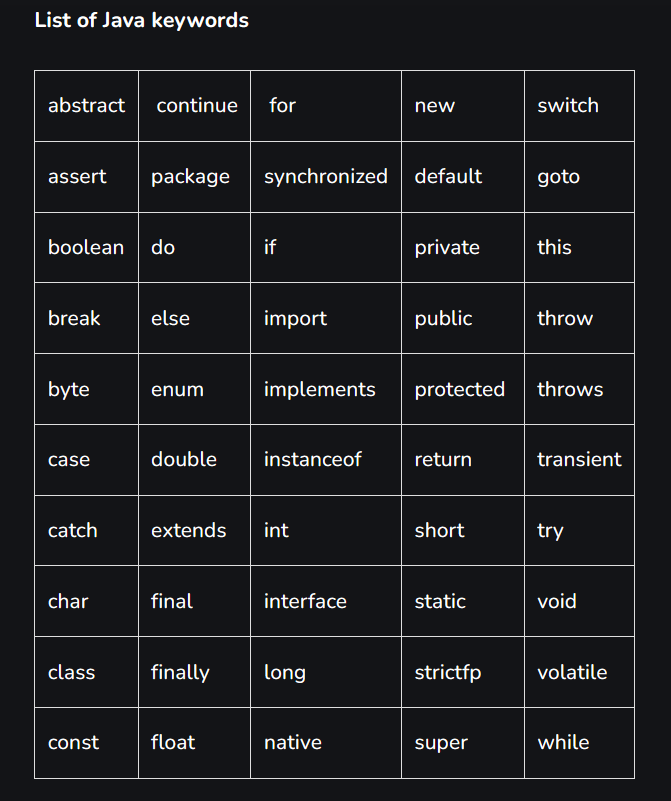 List of Java keywords
abstract continue for new switch
assert package synchronized default goto
boolean do if private this
break else import public throw
byte enum implements protected throws
case double instanceof return transient
catch extends int short try
char final interface static void
class finally long strictfp volatile
const float native super while